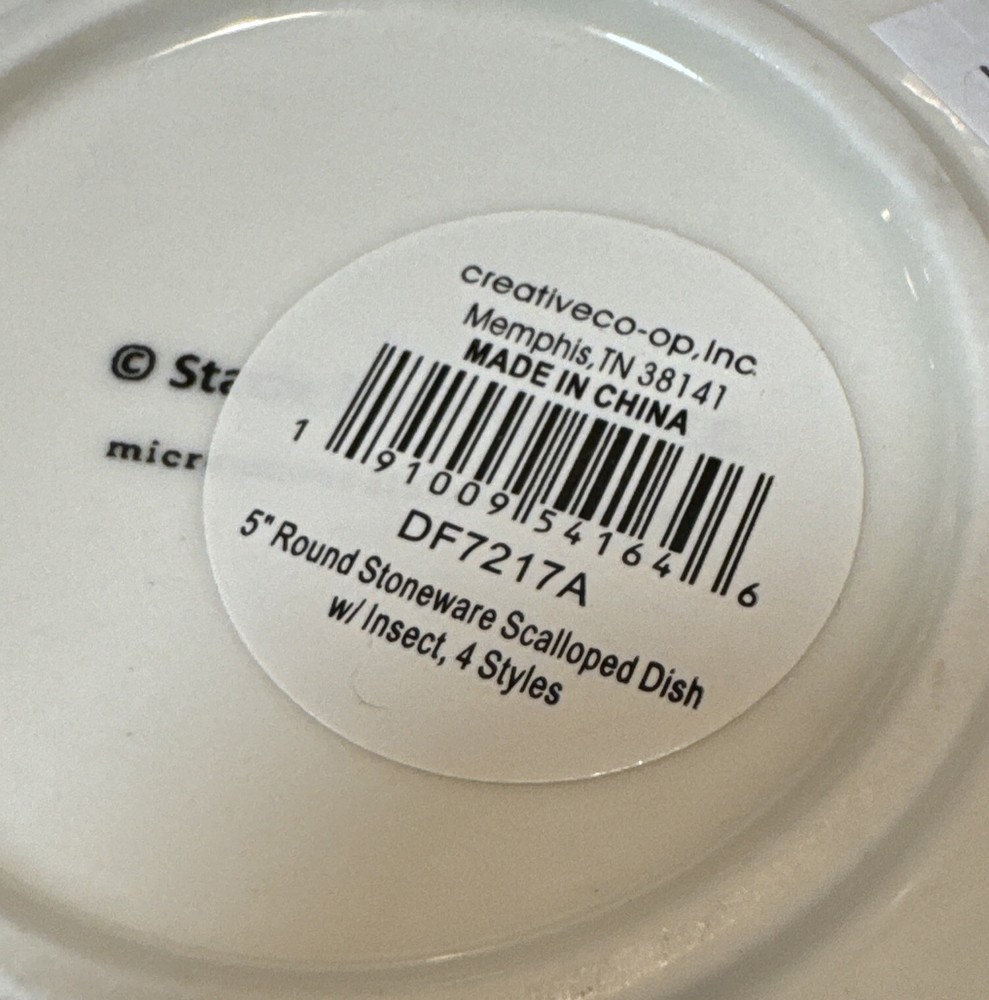 creativeco-op, Inc.
Memphis, TN 38141
MADE IN CHINA
1 91009 54164 6
DF7217A
5" Round Stoneware Scalloped Dish
w/ Insect, 4 Styles
©